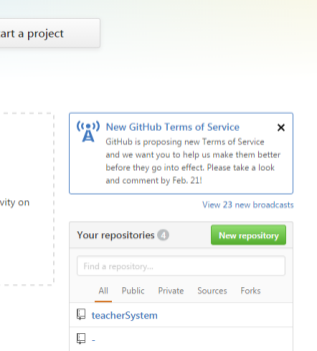 art a project
New GitHub Terms of Service
GitHub is proposing new Terms of Service
and we want you to help us make them better
before they go into effect. Please take a look
and comment by Feb. 21!
vity on
View 23 new broadcasts
Your repositories 4 New repository
Find a repository...
All Public Private Sources Forks
teacherSystem
-